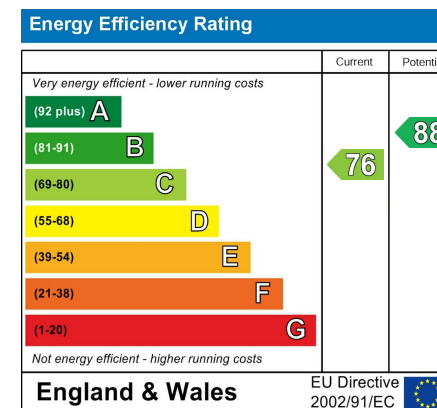 Energy Efficiency Rating
Current Potenti
Very energy efficient - lower running costs
(92 plus) A
(81-91) B
(69-80) C
(55-68) D
(39-54) E
(21-38) F
(1-20) G
76
88
Not energy efficient - higher running costs
England & Wales
EU Directive
2002/91/EC